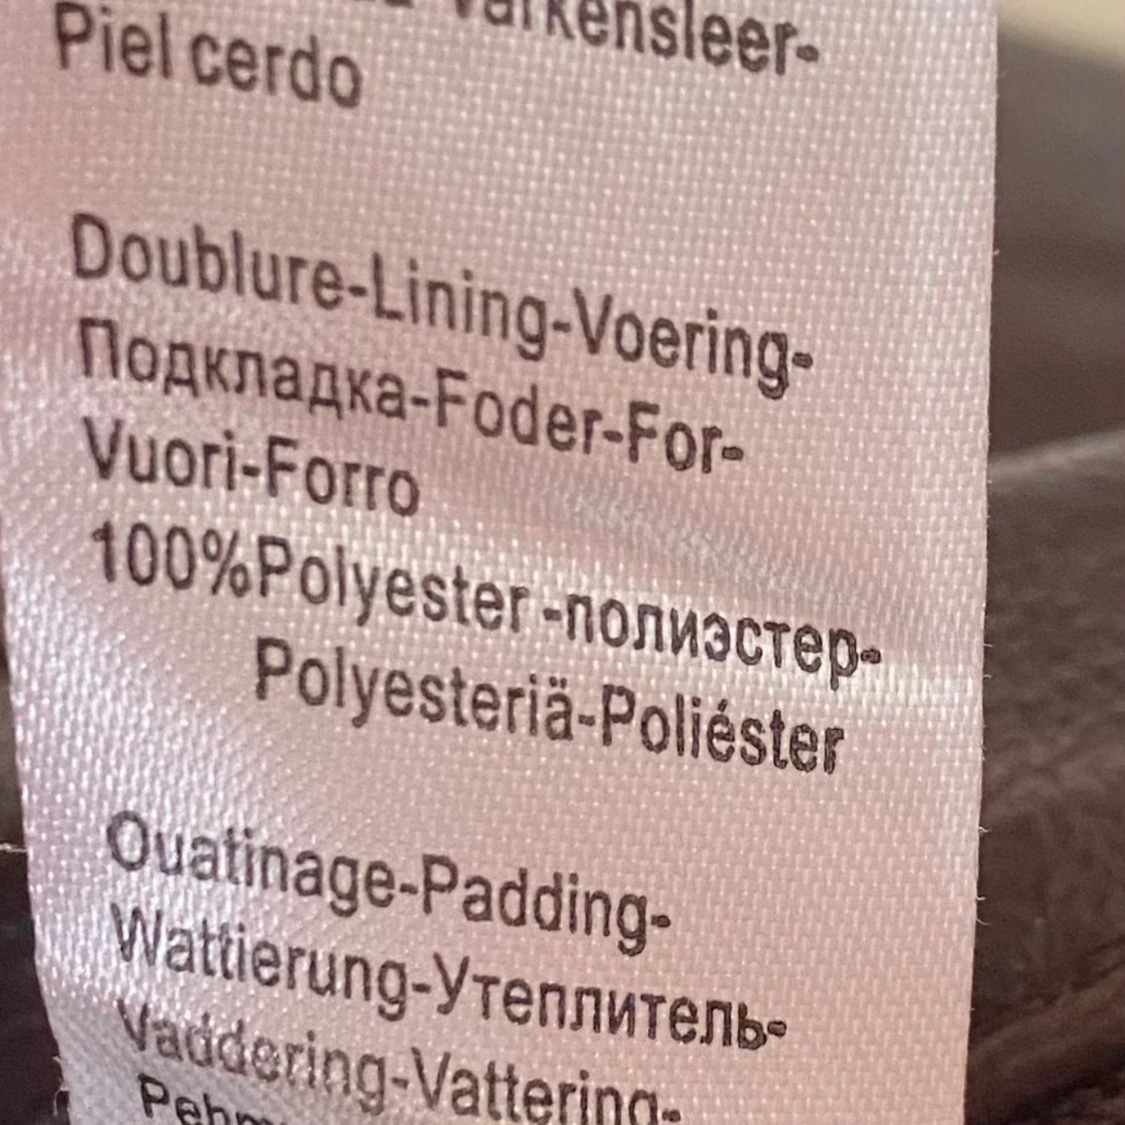 Varkensleer-
Piel cerdo
Doublure-Lining-Voering-
Подкладка-Foder-For-
Vuori-Forro
100%Polyester -полиэстер-
Polyesteriä-Poliéster
Ouatinage-Padding-
Wattierung-Утеплитель-
Vaddering-Vattering-